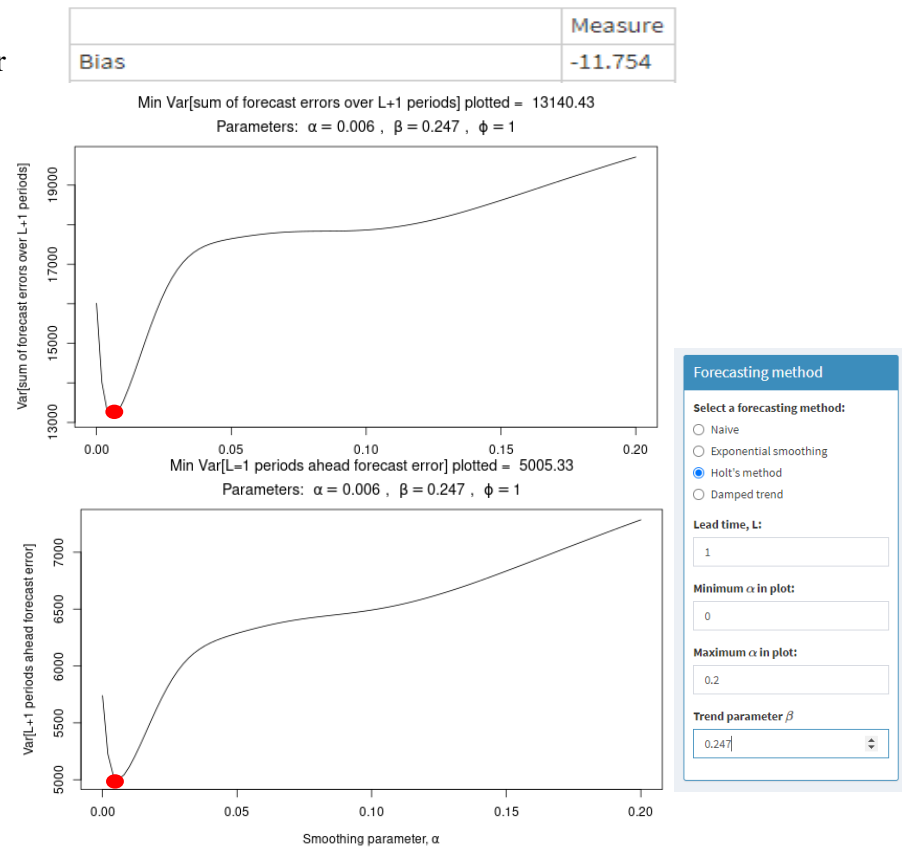 Measure
r
Bias -11.754
Min Var[sum of forecast errors over L+1 periods] plotted = 13140.43
Parameters: α = 0.006 , β = 0.247 , ϕ = 1
Var[sum of forecast errors over L+1 periods]
19000
17000
15000
13000
0.00 0.05 0.10 0.15 0.20
Min Var[L=1 periods ahead forecast error] plotted = 5005.33
Parameters: α = 0.006 , β = 0.247 , ϕ = 1
Var[L+1 periods ahead forecast error]
7000
6500
6000
5500
5000
0.00 0.05 0.10 0.15 0.20
Smoothing parameter, α
Forecasting method
Select a forecasting method:
Naive
Exponential smoothing
Holt's method
Damped trend
Lead time, L:
1
Minimum α in plot:
0
Maximum α in plot:
0.2
Trend parameter β
0.247